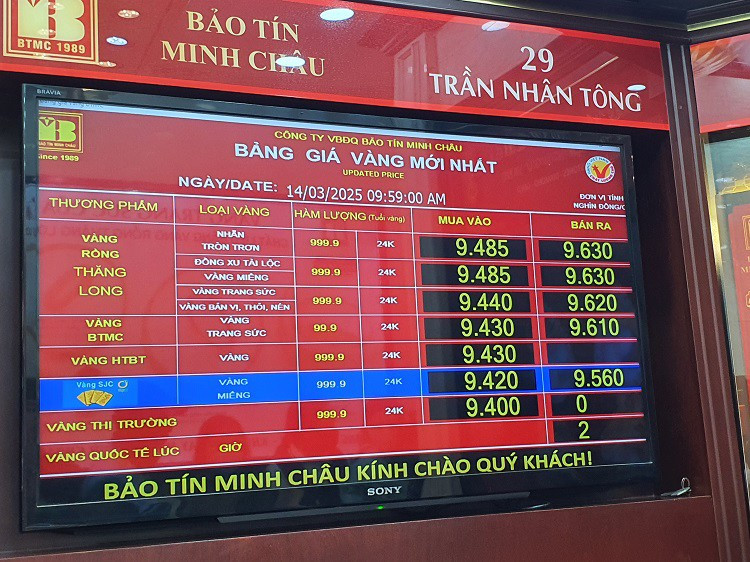 BTMC 1989
BẢO TÍN
MINH CHÂU
29
TRẦN NHÂN TÔNG
BRAVIA
Since 1989
CÔNG TY VBĐQ BẢO TÍN MINH CHÂU
BẢNG GIÁ VÀNG MỚI NHẤT
UPDATED PRICE
NGÀY/DATE: 14/03/2025 09:59:00 AM
ĐƠN VỊ TÍNH
NGHÌN ĐỒNG/
THƯƠNG PHẨM LOẠI VÀNG HÀM LƯỢNG (Tuổi vàng) MUA VÀO BÁN RA
VÀNG RỒNG THĂNG LONG
NHẪN TRÒN TRƠN 999.9 24K 9.485 9.630
ĐỒNG XU TÀI LỘC
VÀNG MIẾNG 999.9 24K 9.485 9.630
VÀNG TRANG SỨC
VÀNG BẢN VỊ, THỎI, NÉN 999.9 24K 9.440 9.620
VÀNG BTMC VÀNG TRANG SỨC 99.9 24K 9.430 9.610
VÀNG HTBT VÀNG 999.9 9.430
Vàng SJC VÀNG MIẾNG 999.9 24K 9.420 9.560
VÀNG THỊ TRƯỜNG 999.9 24K 9.400 0
VÀNG QUỐC TẾ LÚC GIỜ 2
BẢO TÍN MINH CHÂU KÍNH CHÀO QUÝ KHÁCH!
SONY